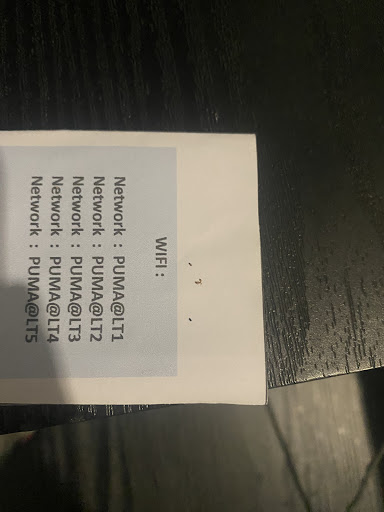 WIFI :
Network : PUMA@LT1
Network : PUMA@LT2
Network : PUMA@LT3
Network : PUMA@LT4
Network : PUMA@LT5